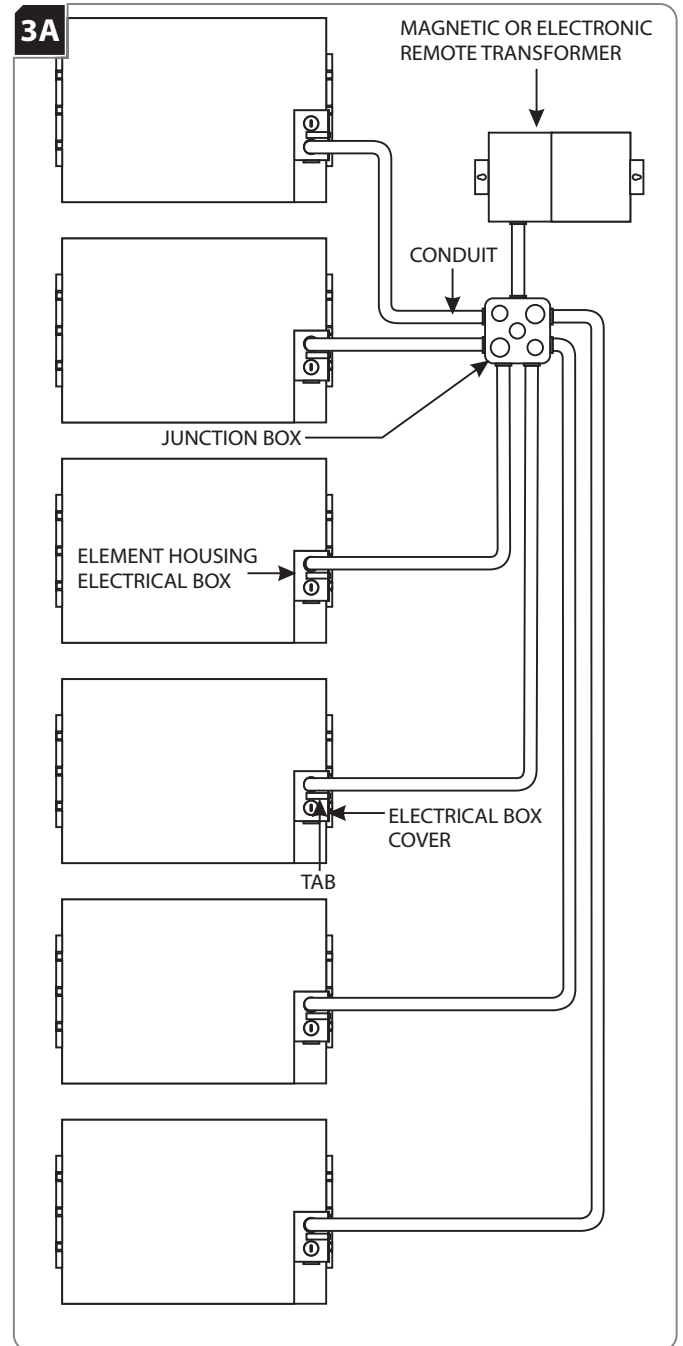 3A
MAGNETIC OR ELECTRONIC
REMOTE TRANSFORMER
CONDUIT
JUNCTION BOX
ELEMENT HOUSING
ELECTRICAL BOX
ELECTRICAL BOX
COVER
TAB